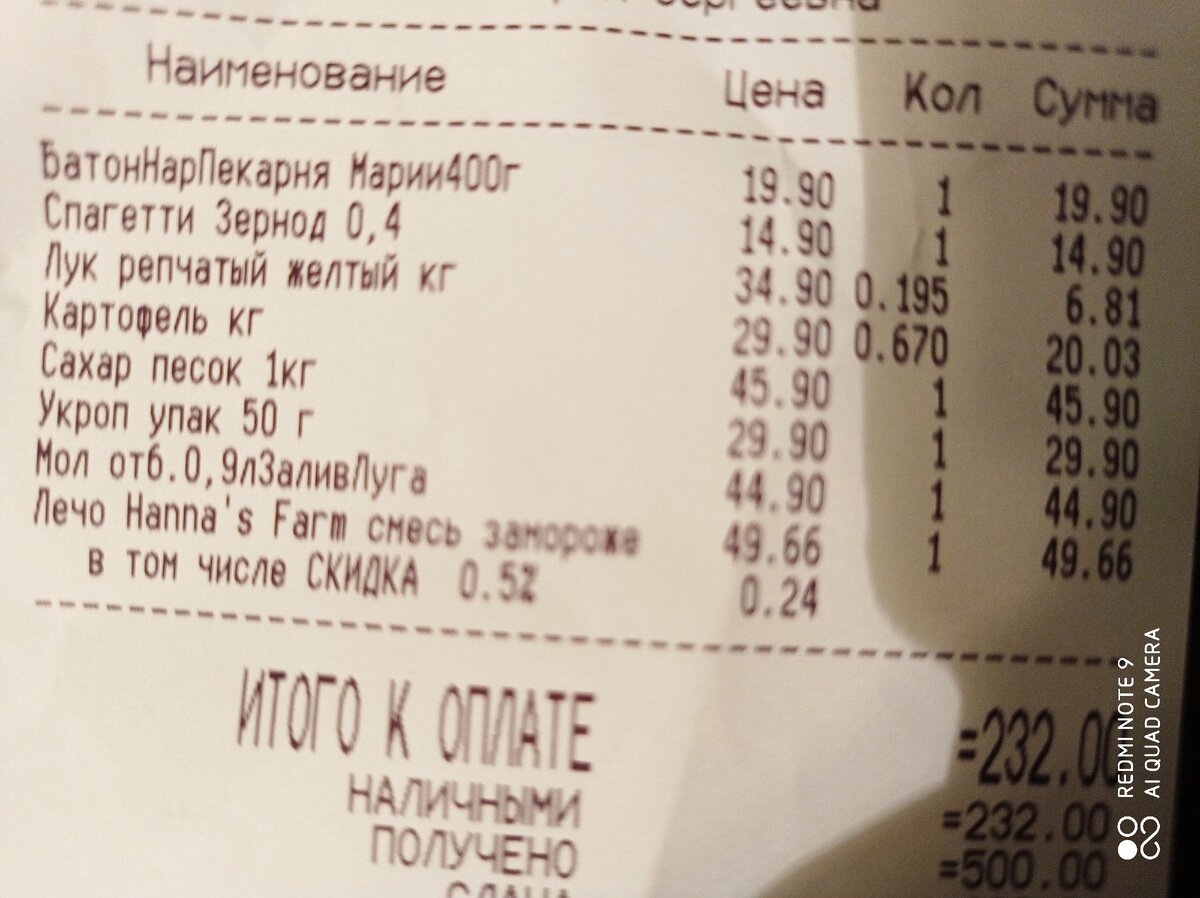 Сергеевна
Наименование Цена Кол Сумма
БатонНарПекарня Марии400г 19.90 1 19.90
Спагетти Зернод 0,4 14.90 1 14.90
Лук репчатый желтый кг 34.90 0.195 6.81
Картофель кг 29.90 0.670 20.03
Сахар песок 1кг 45.90 1 45.90
Укроп упак 50 г 29.90 1 29.90
Мол отб.0,9лЗаливЛуга 44.90 1 44.90
Лечо Hanna's Farm смесь замороже 49.66 1 49.66
в том числе СКИДКА 0.5% 0.24
ИТОГО К ОПЛАТЕ =232.00
НАЛИЧНЫМИ =232.00
ПОЛУЧЕНО =500.00
СДАЧА
REDMI NOTE 9
AI QUAD CAMERA